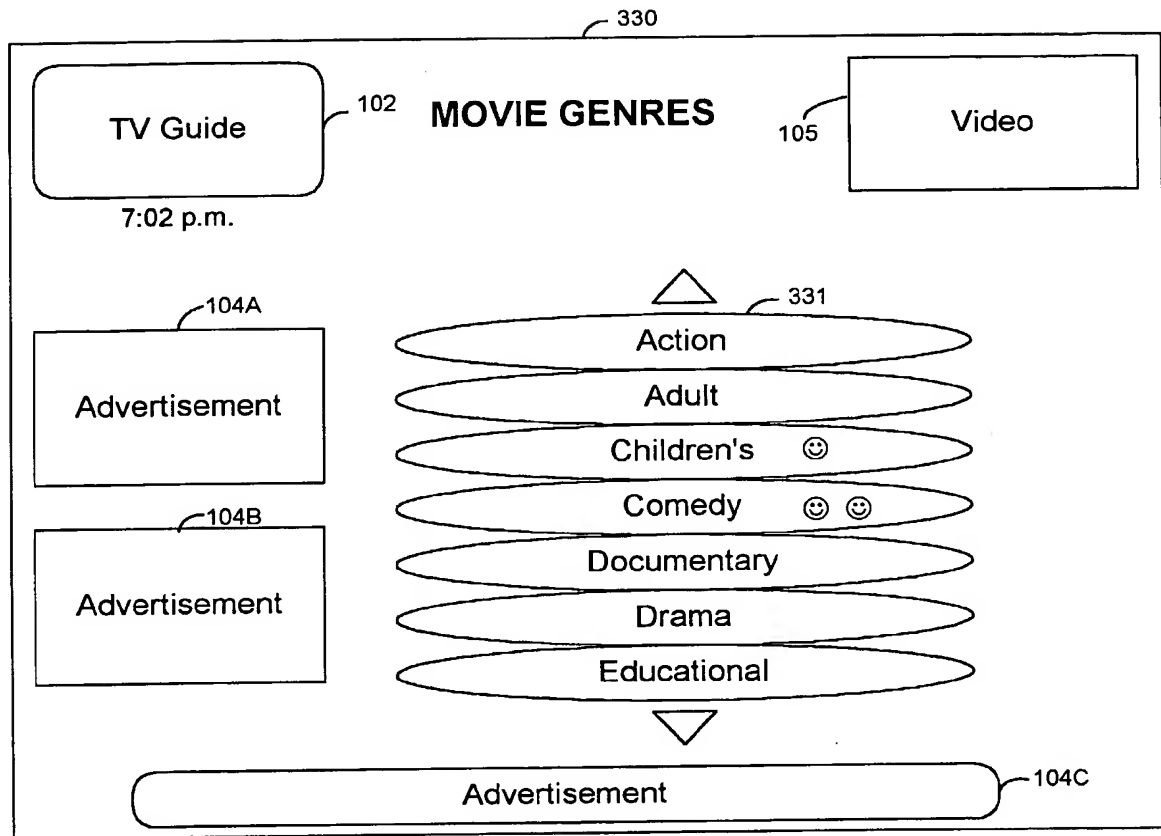 330
TV Guide
102
MOVIE GENRES
105
Video
7:02 p.m.
104A
Advertisement
104B
Advertisement
331
Action
Adult
Children's ☺
Comedy ☺ ☺
Documentary
Drama
Educational
Advertisement
104C